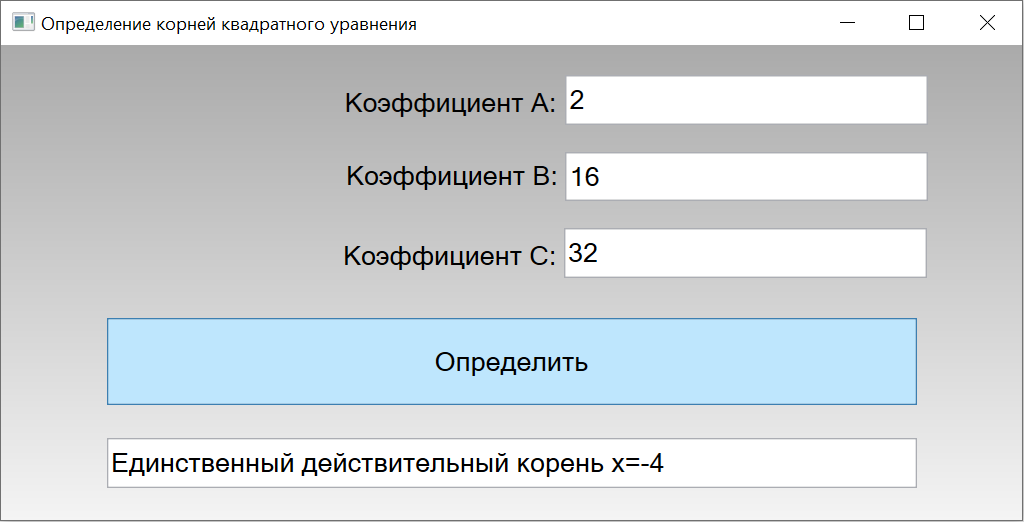 Определение корней квадратного уравнения
Коэффициент A: 2
Коэффициент B: 16
Коэффициент C: 32
Определить
Единственный действительный корень x=-4